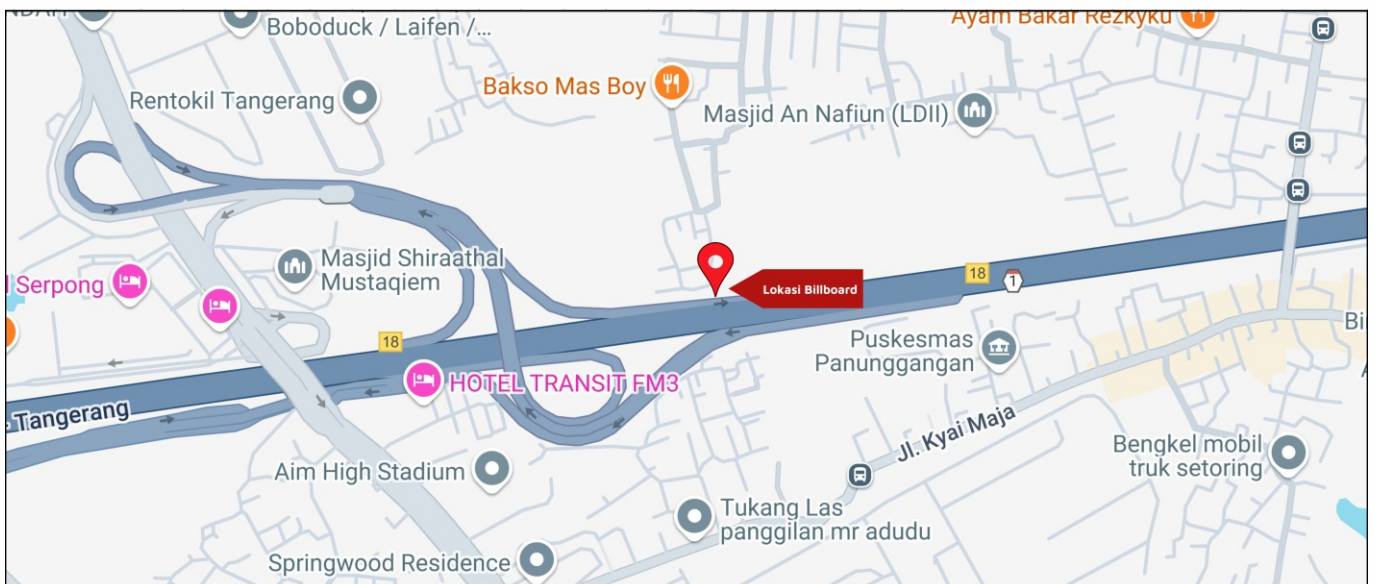 NDAH
Boboduck / Laifen /...
Ayam Bakar Rezkyku
Rentokil Tangerang
Bakso Mas Boy
Masjid An Nafiun (LDII)
Masjid Shiraathal
Mustaqiem
l Serpong
Lokasi Billboard
18
1
18
Puskesmas
Panunggangan
Bi
HOTEL TRANSIT FM3
- Tangerang
Jl. Kyai Maja
Aim High Stadium
Bengkel mobil
truk setoring
Tukang Las
panggilan mr adudu
Springwood Residence